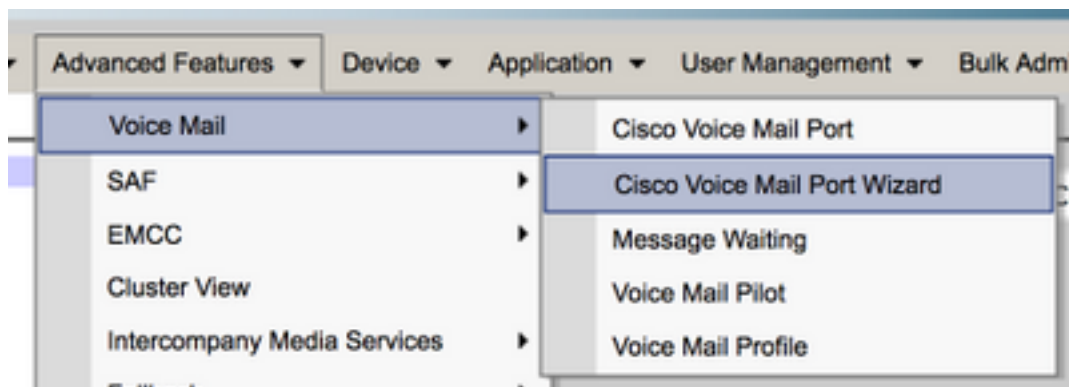 Advanced Features Device Application User Management Bulk
Voice Mail
SAF
EMCC
Cluster View
Intercompany Media Services
Cisco Voice Mail Port
Cisco Voice Mail Port Wizard
Message Waiting
Voice Mail Pilot
Voice Mail Profile